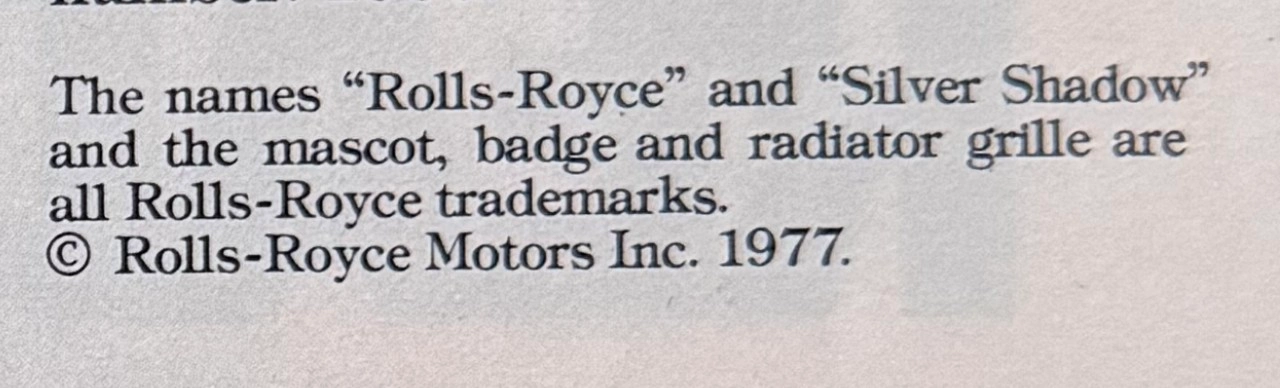 The names “Rolls-Royce” and “Silver Shadow”
and the mascot, badge and radiator grille are
all Rolls-Royce trademarks.
© Rolls-Royce Motors Inc. 1977.